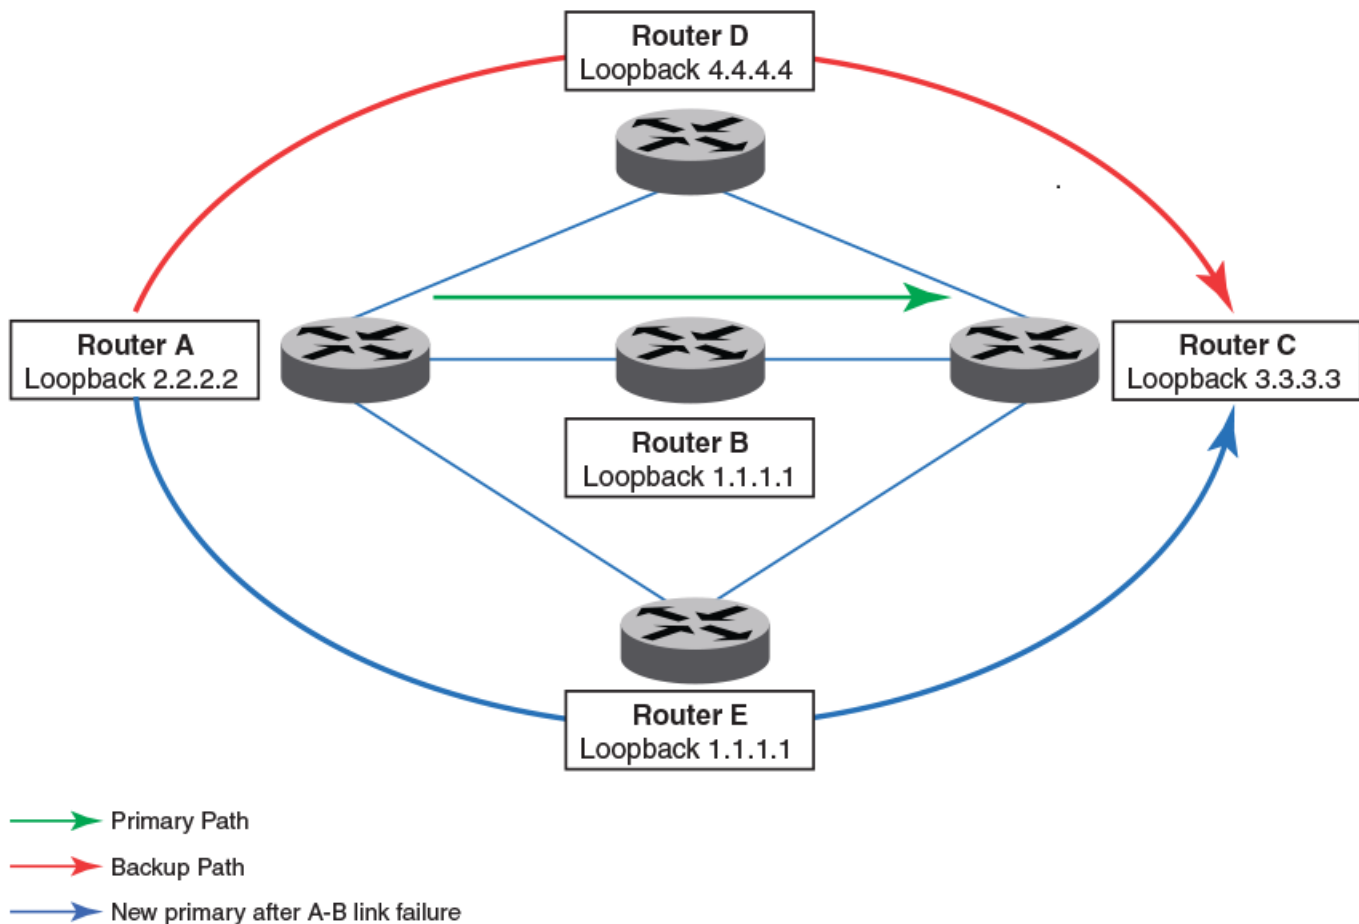 Router D
Loopback 4.4.4.4
Router A
Loopback 2.2.2.2
Router C
Loopback 3.3.3.3
Router B
Loopback 1.1.1.1
Router E
Loopback 1.1.1.1
Primary Path
Backup Path
New primary after A-B link failure